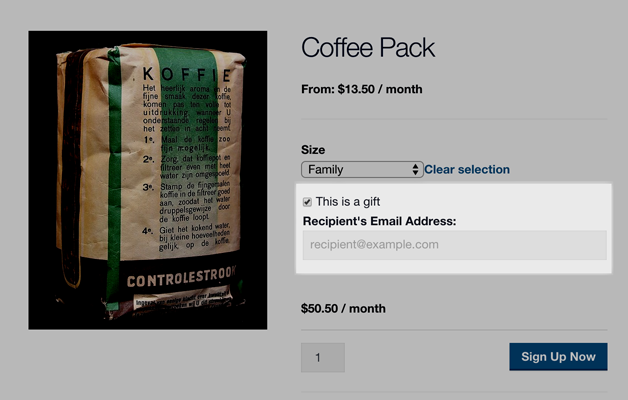 Coffee Pack
From: $13.50 / month
Size
Family
Clear selection
This is a gift
Recipient's Email Address:
recipient@example.com
$50.50 / month
1
Sign Up Now
KOFFIE
Het heerlijk aroma en de
fijne smaak dezer koffie,
komen pas ten volle tot
uitdrukking, wanneer U
onderstaande regelen bij
het zetten in acht neemt.
1e. Maal de koffie zoo
fijn mogelijk.
2e. Zorg, dat koffiepot en
filtreer even met heet
water zijn omgespoeld.
3e. Stamp de fijngemalen
koffie in de filtreer goed
aan, zoodat het water
druppelsgewijze door
de koffie loopt.
4e. Giet het kokend water,
bij kleine hoeveelheden
gelijk, op de koffie.
CONTROLESTROOK